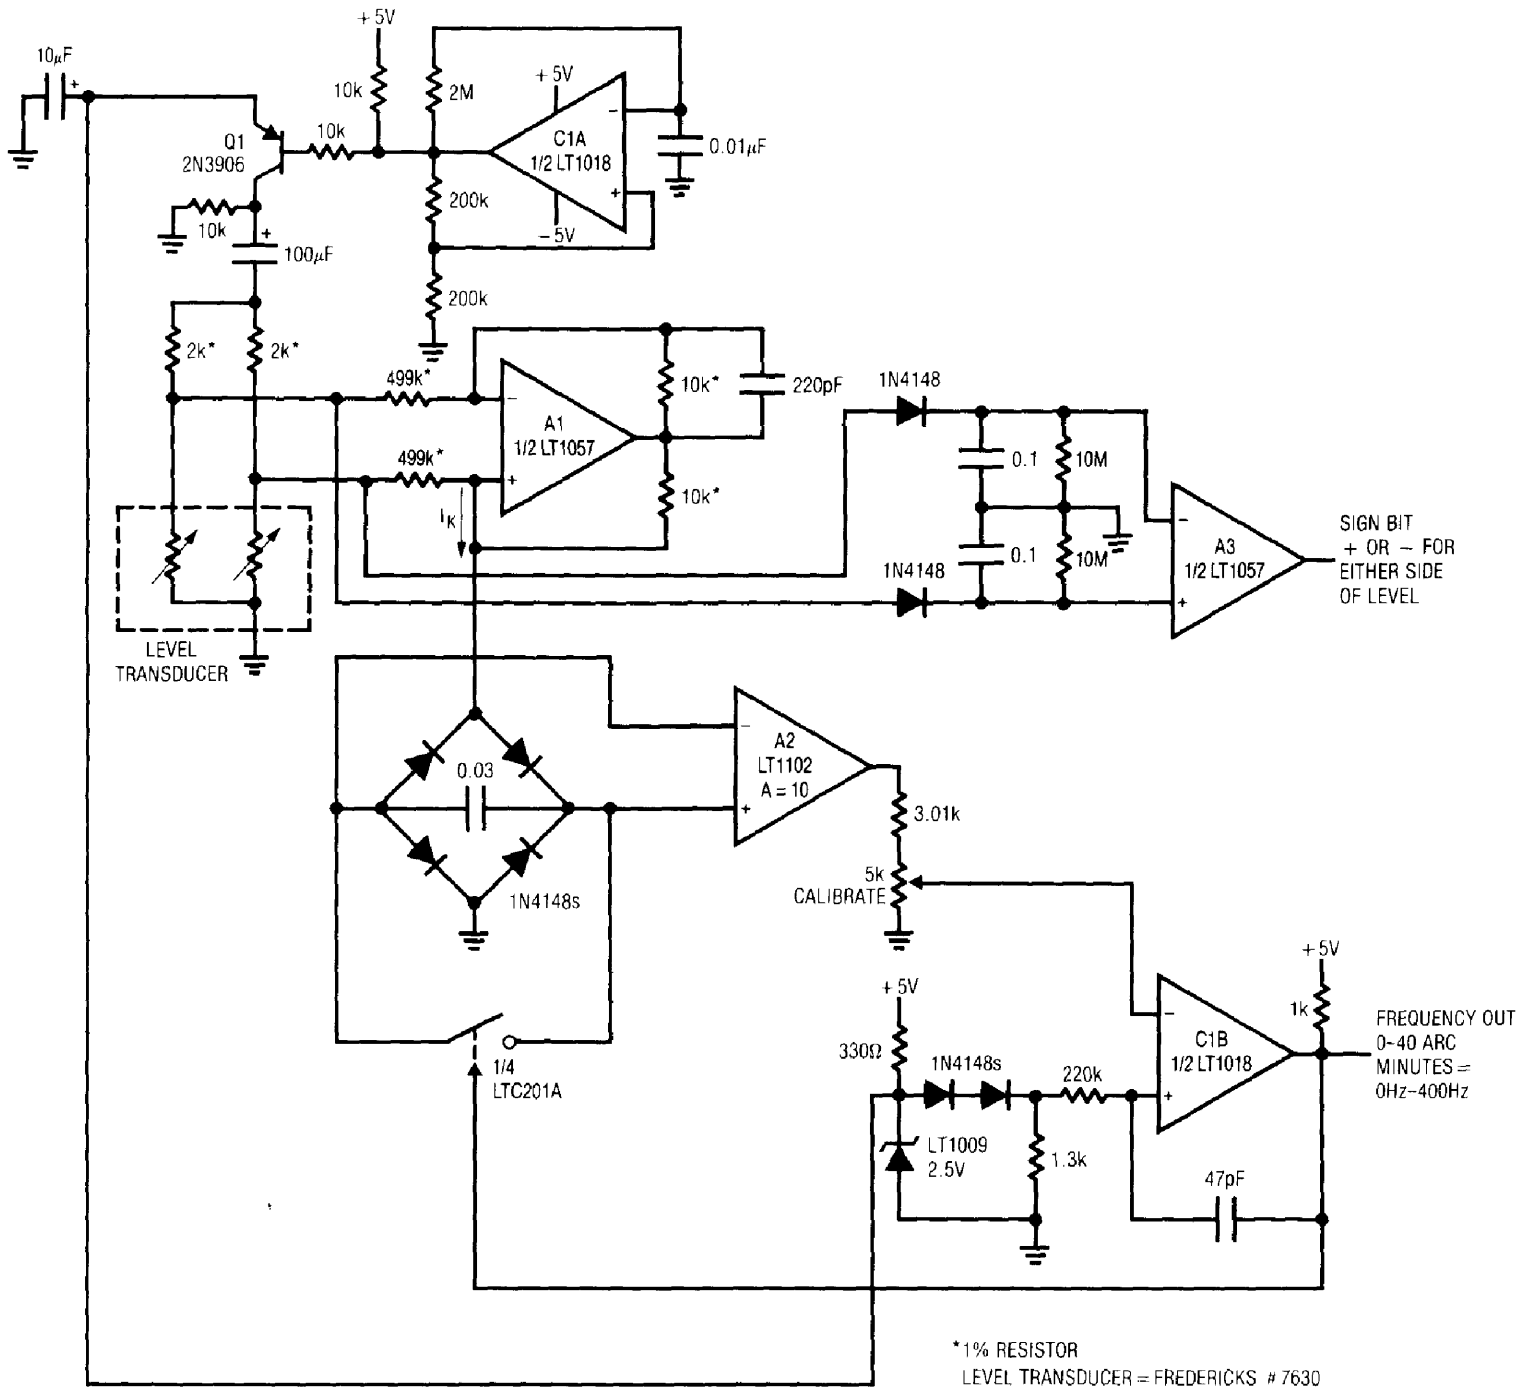 +5V
10µF
+
10k
2M
+5V
−
C1A
1/2 LT1018
0.01µF
Q1
2N3906
10k
+
−5V
200k
10k
+
100µF
200k
2k*
2k*
499k*
−
A1
1/2 LT1057
10k*
220pF
1N4148
499k*
+
10k*
IK
0.1
10M
−
A3
1/2 LT1057
+
SIGN BIT
+ OR − FOR
EITHER SIDE
OF LEVEL
1N4148
0.1
10M
LEVEL
TRANSDUCER
−
A2
LT1102
A = 10
+
0.03
3.01k
1N4148s
5k
CALIBRATE
1/4
LTC201A
+5V
330Ω
1N4148s
220k
LT1009
2.5V
1.3k
−
C1B
1/2 LT1018
+
+5V
1k
FREQUENCY OUT
0–40 ARC
MINUTES =
0Hz–400Hz
47pF
*1% RESISTOR
LEVEL TRANSDUCER = FREDERICKS #7630